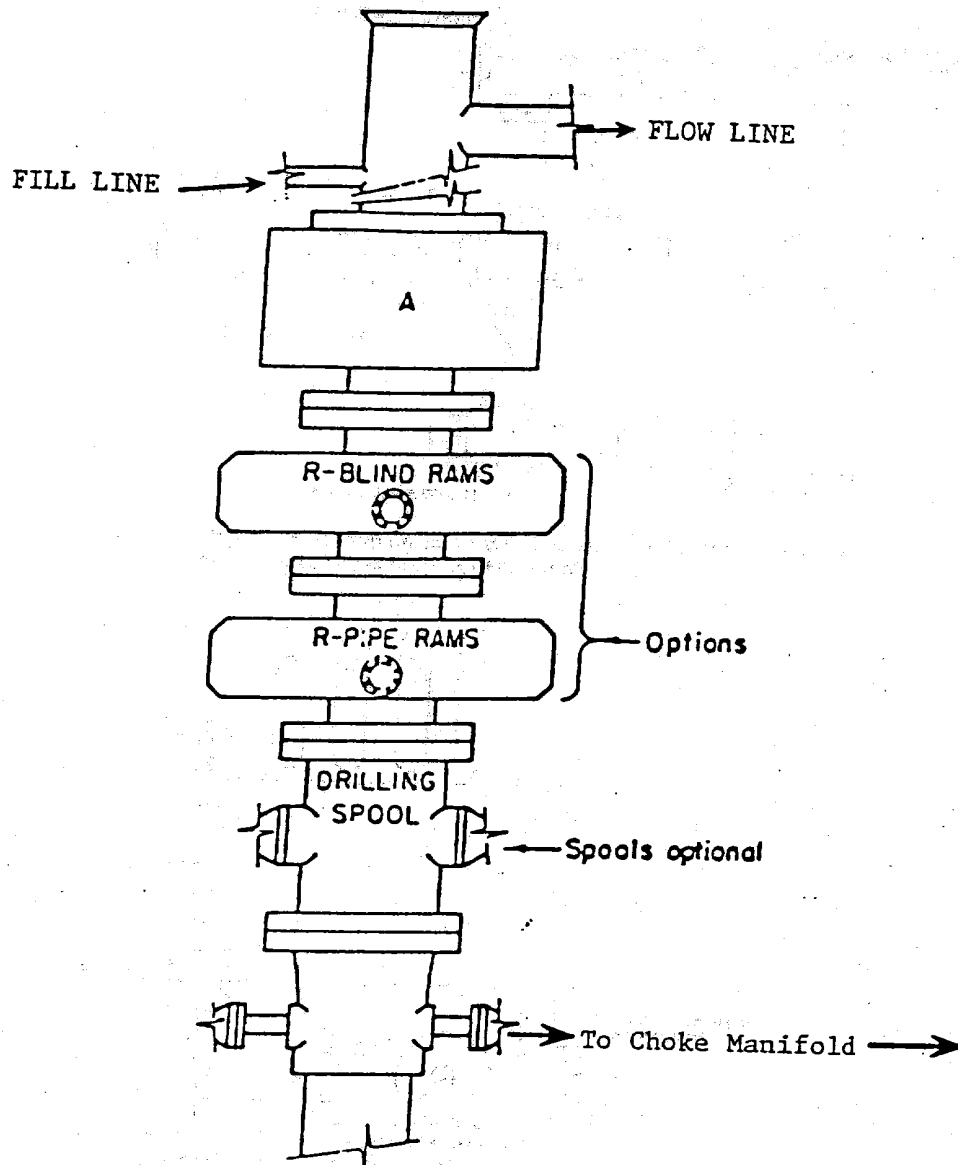 FLOW LINE
FILL LINE
A
R-BLIND RAMS
Options
R-PIPE RAMS
DRILLING
SPOOL
Spools optional
To Choke Manifold